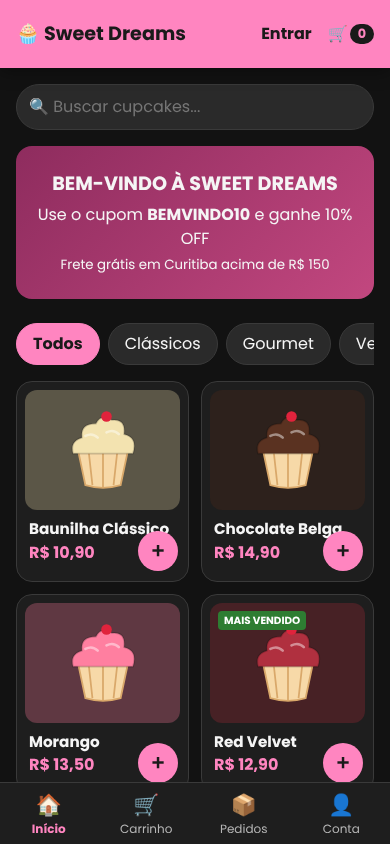 🧁 Sweet Dreams
Entrar
🛒 0
🔍 Buscar cupcakes...
BEM-VINDO À SWEET DREAMS
Use o cupom BEMVINDO10 e ganhe 10%
OFF
Frete grátis em Curitiba acima de R$ 150
Todos
Clássicos
Gourmet
Ve
Baunilha Clássico
R$ 10,90
+
Chocolate Belga
R$ 14,90
+
Morango
R$ 13,50
+
MAIS VENDIDO
Red Velvet
R$ 12,90
+
Início
Carrinho
Pedidos
Conta